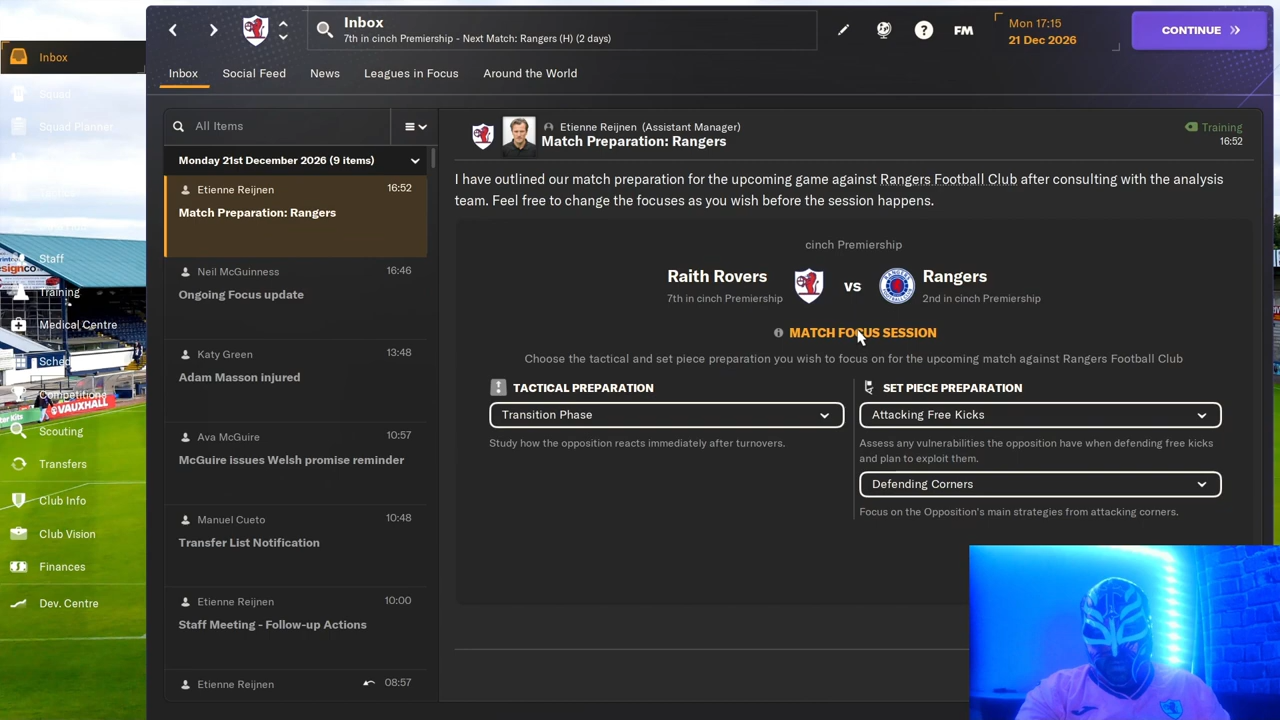 Inbox
7th in cinch Premiership - Next Match: Rangers (H) (2 days)
FM
Mon 17:15
21 Dec 2026
CONTINUE
Inbox
Social Feed
News
Leagues in Focus
Around the World
Inbox
Squad
Squad Planner
Staff
Training
Medical Centre
Sched
Competitions
Scouting
Transfers
Club Info
Club Vision
Finances
Dev. Centre
VAUXHALL
All Items
Monday 21st December 2026 (9 items)
Etienne Reijnen 16:52
Match Preparation: Rangers
Neil McGuinness 16:46
Ongoing Focus update
Katy Green 13:48
Adam Masson injured
Ava McGuire 10:57
McGuire issues Welsh promise reminder
Manuel Cueto 10:48
Transfer List Notification
Etienne Reijnen 10:00
Staff Meeting - Follow-up Actions
Etienne Reijnen 08:57
Etienne Reijnen (Assistant Manager)
Match Preparation: Rangers
Training
16:52
I have outlined our match preparation for the upcoming game against Rangers Football Club after consulting with the analysis
team. Feel free to change the focuses as you wish before the session happens.
cinch Premiership
Raith Rovers
7th in cinch Premiership
vs
Rangers
2nd in cinch Premiership
MATCH FOCUS SESSION
Choose the tactical and set piece preparation you wish to focus on for the upcoming match against Rangers Football Club
TACTICAL PREPARATION
Transition Phase
Study how the opposition reacts immediately after turnovers.
SET PIECE PREPARATION
Attacking Free Kicks
Assess any vulnerabilities the opposition have when defending free kicks
and plan to exploit them.
Defending Corners
Focus on the Opposition's main strategies from attacking corners.